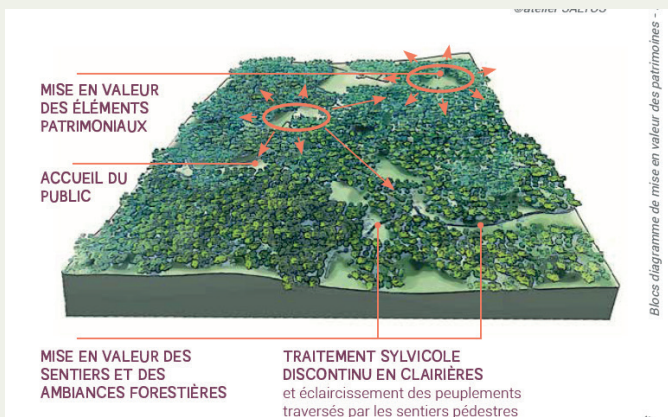 ©atelier SALTUS
MISE EN VALEUR
DES ÉLÉMENTS
PATRIMONIAUX
ACCUEIL DU
PUBLIC
MISE EN VALEUR DES
SENTIERS ET DES
AMBIANCES FORESTIÈRES
TRAITEMENT SYLVICOLE
DISCONTINU EN CLAIRIÈRES
et éclaircissement des peuplements
traversés par les sentiers pédestres
Blocs diagramme de mise en valeur des patrimoines -